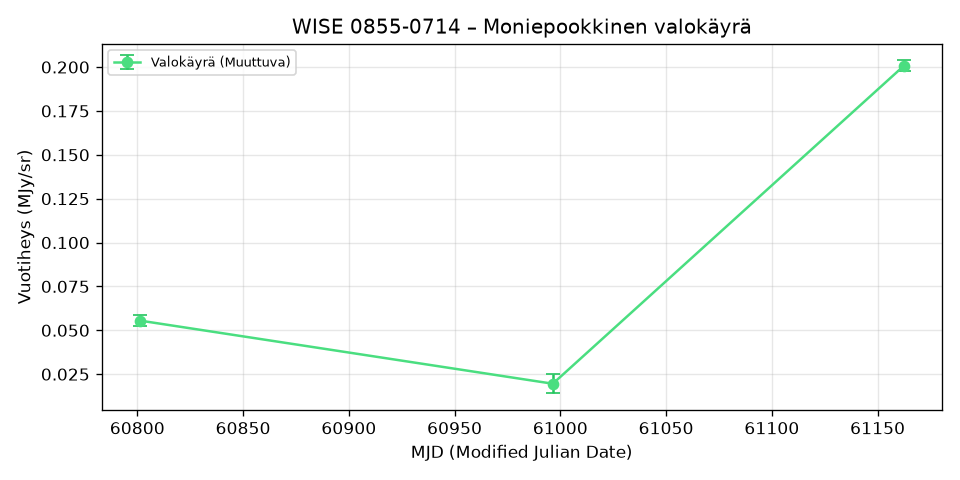 WISE 0855-0714 – Moniepookkinen valokäyrä
Valokäyrä (Muuttuva)
Vuotiheys (MJy/sr)
0.200
0.175
0.150
0.125
0.100
0.075
0.050
0.025
60800 60850 60900 60950 61000 61050 61100 61150
MJD (Modified Julian Date)